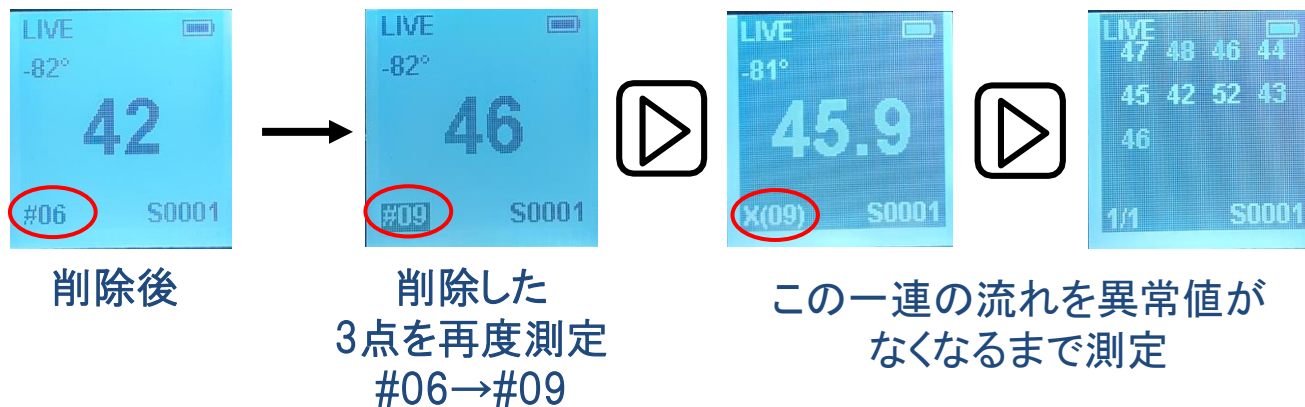 LIVE
-82°
42
#06 S0001
削除後
LIVE
-82°
46
#09 S0001
削除した
3点を再度測定
#06→#09
LIVE
-81°
45.9
X(09) S0001
LIVE
47 48 46 44
45 42 52 43
46
1/1 S0001
この一連の流れを異常値が
なくなるまで測定